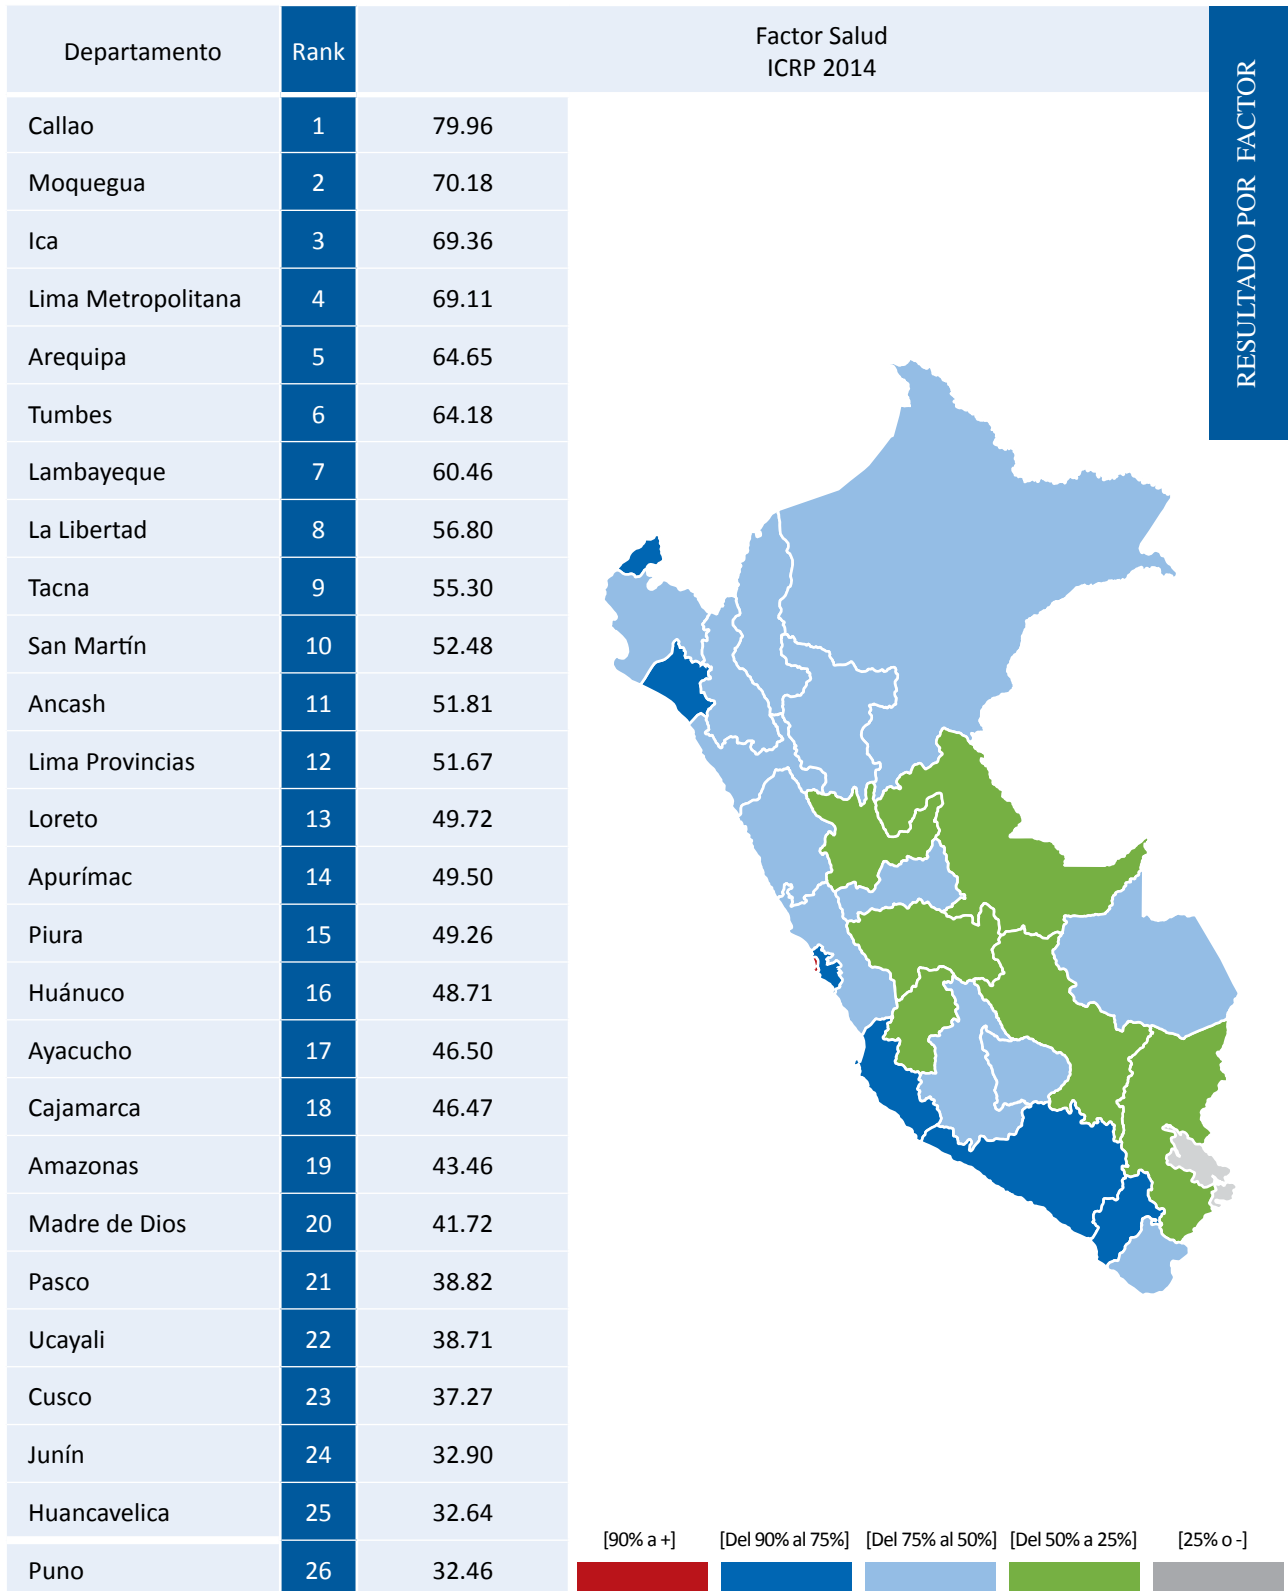 Departamento Rank Factor Salud
ICRP 2014
RESULTADO POR FACTOR
Callao 1 79.96
Moquegua 2 70.18
Ica 3 69.36
Lima Metropolitana 4 69.11
Arequipa 5 64.65
Tumbes 6 64.18
Lambayeque 7 60.46
La Libertad 8 56.80
Tacna 9 55.30
San Martín 10 52.48
Ancash 11 51.81
Lima Provincias 12 51.67
Loreto 13 49.72
Apurímac 14 49.50
Piura 15 49.26
Huánuco 16 48.71
Ayacucho 17 46.50
Cajamarca 18 46.47
Amazonas 19 43.46
Madre de Dios 20 41.72
Pasco 21 38.82
Ucayali 22 38.71
Cusco 23 37.27
Junín 24 32.90
Huancavelica 25 32.64
Puno 26 32.46
[90% a +] [Del 90% al 75%] [Del 75% al 50%] [Del 50% a 25%] [25% o -]